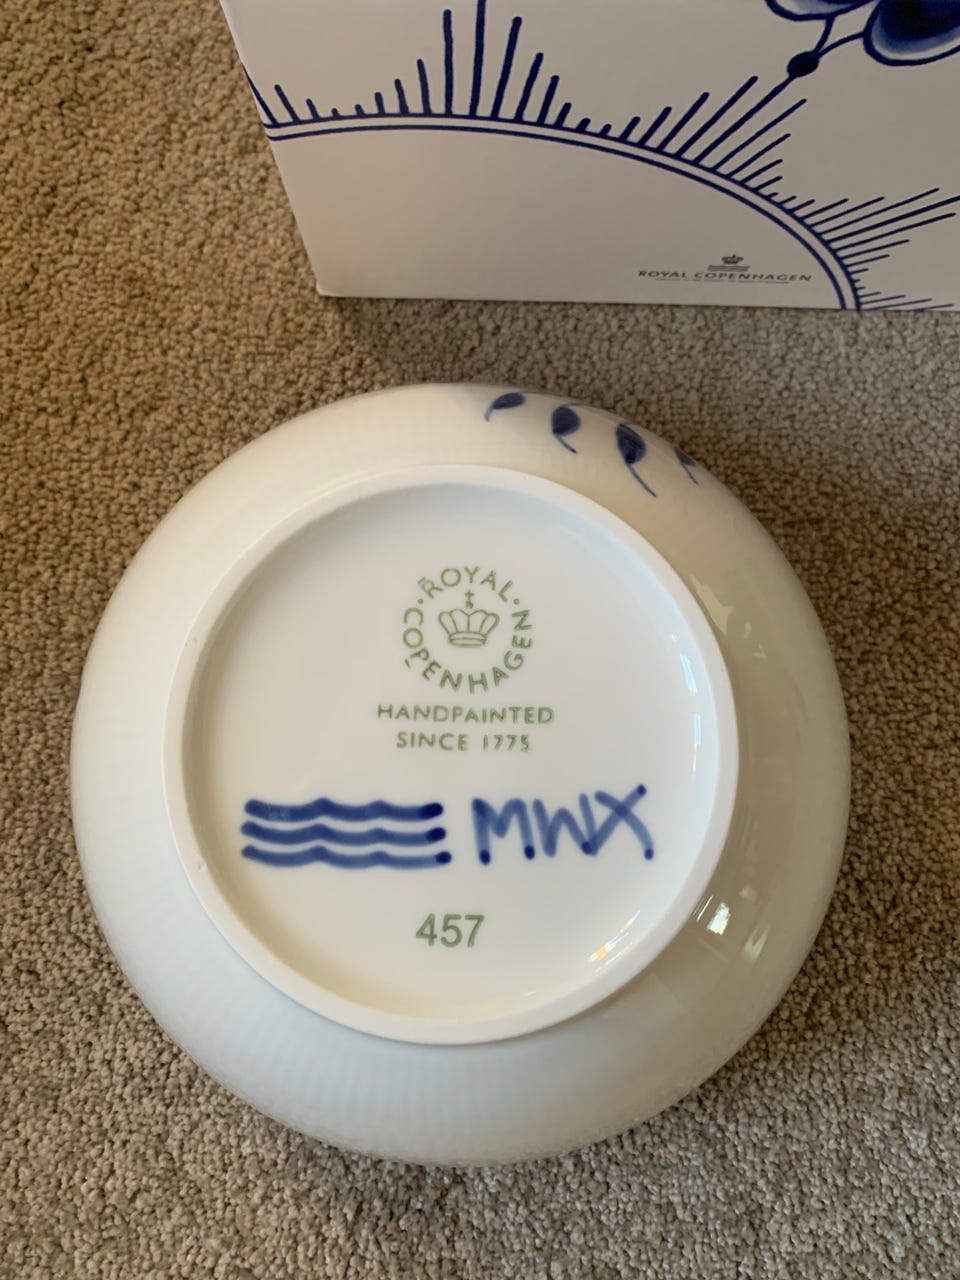 ROYAL COPENHAGEN
ROYAL · COPENHAGEN ·
HANDPAINTED
SINCE 1775
MWX
457